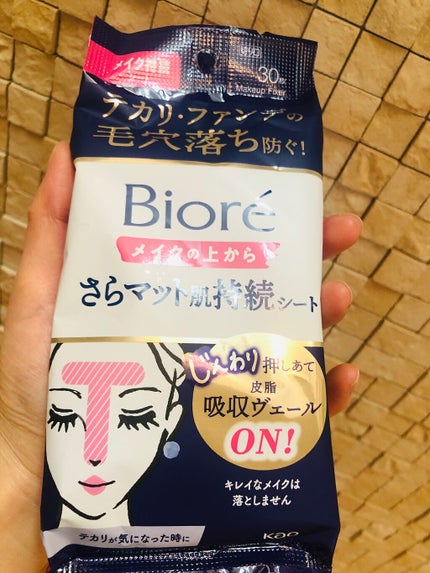 メイク持続
30枚
Makeup Fixer
テカリ・ファンデの
毛穴落ち防ぐ!
Bioré
メイクの上から
さらマット肌持続シート
じんわり押しあて
皮脂
吸収ヴェール
ON!
キレイなメイクは
落としません
テカリが気になった時に
Kao